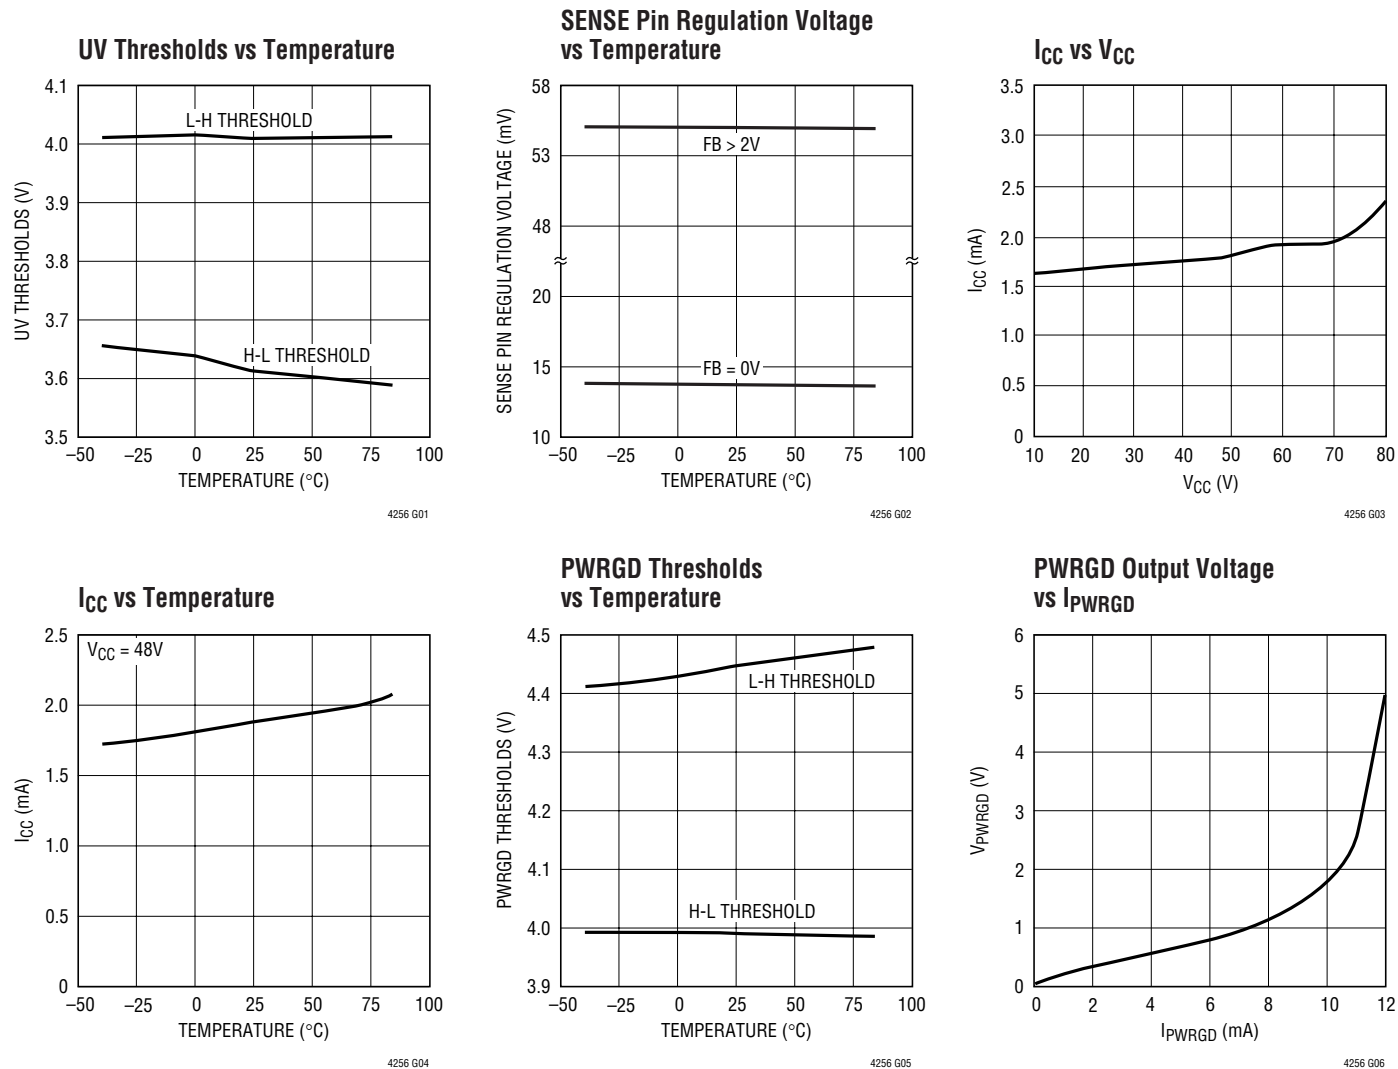 UV Thresholds vs Temperature
4.1
4.0
3.9
3.8
3.7
3.6
3.5
UV THRESHOLDS (V)
L-H THRESHOLD
H-L THRESHOLD
–50 –25 0 25 50 75 100
TEMPERATURE (°C)
4256 G01
SENSE Pin Regulation Voltage
vs Temperature
58
53
48
20
15
10
SENSE PIN REGULATION VOLTAGE (mV)
FB > 2V
FB = 0V
–50 –25 0 25 50 75 100
TEMPERATURE (°C)
4256 G02
ICC vs VCC
3.5
3.0
2.5
2.0
1.5
1.0
0.5
0
ICC (mA)
10 20 30 40 50 60 70 80
VCC (V)
4256 G03
ICC vs Temperature
2.5
2.0
1.5
1.0
0.5
0
ICC (mA)
VCC = 48V
–50 –25 0 25 50 75 100
TEMPERATURE (°C)
4256 G04
PWRGD Thresholds
vs Temperature
4.5
4.4
4.3
4.2
4.1
4.0
3.9
PWRGD THRESHOLDS (V)
L-H THRESHOLD
H-L THRESHOLD
–50 –25 0 25 50 75 100
TEMPERATURE (°C)
4256 G05
PWRGD Output Voltage
vs IPWRGD
6
5
4
3
2
1
0
VPWRGD (V)
0 2 4 6 8 10 12
IPWRGD (mA)
4256 G06